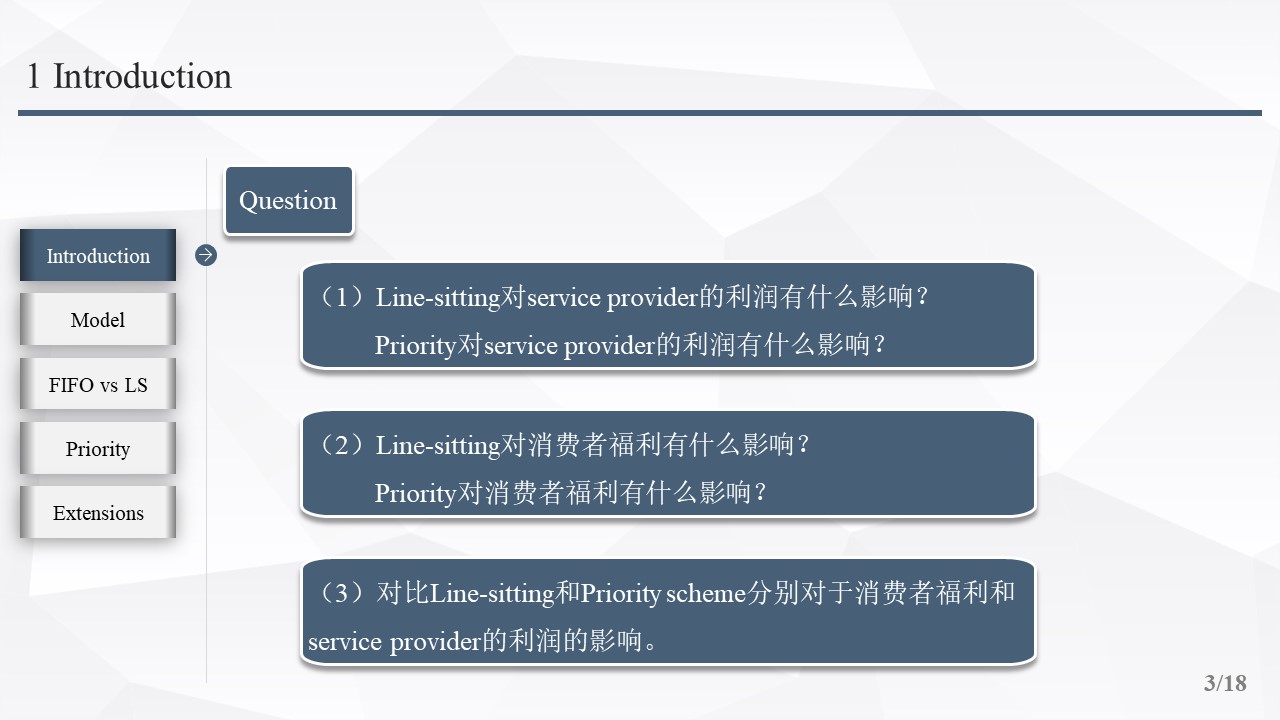 1 Introduction
Question
Introduction
Model
FIFO vs LS
Priority
Extensions
（1）Line-sitting对service provider的利润有什么影响？
Priority对service provider的利润有什么影响？
（2）Line-sitting对消费者福利有什么影响？
Priority对消费者福利有什么影响？
（3）对比Line-sitting和Priority scheme分别对于消费者福利和
service provider的利润的影响。
3/18